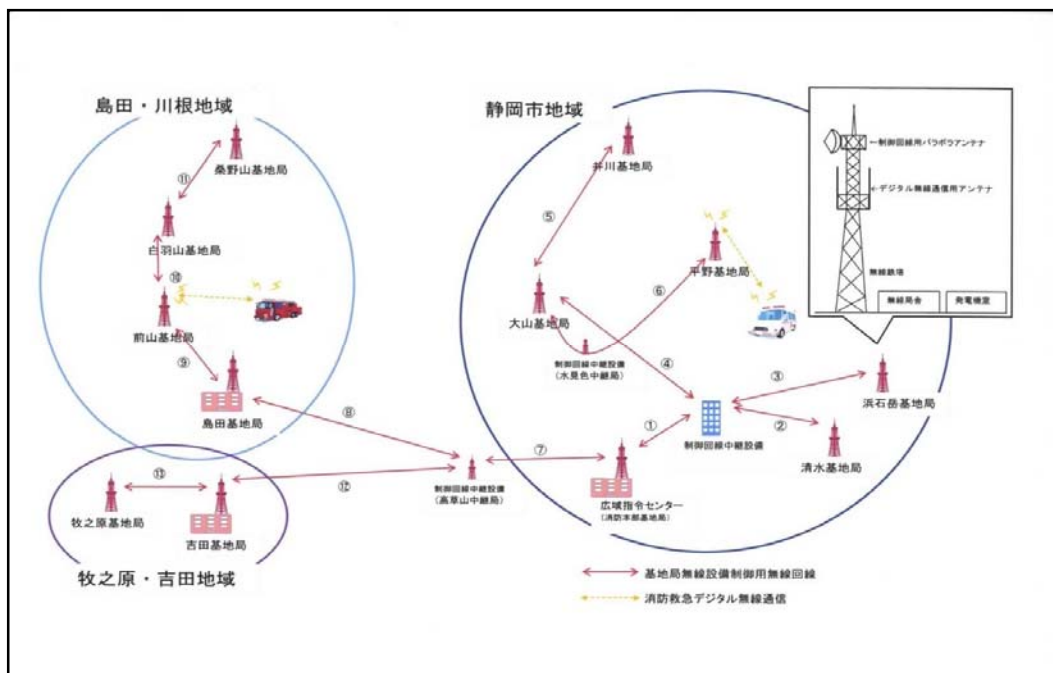 島田・川根地域
静岡市地域
桑野山基地局
⑪
白羽山基地局
⑩
前山基地局
⑨
島田基地局
⑧
井川基地局
⑤
平野基地局
⑥
大山基地局
制御回線中継設備
(水見色中継局)
④
③
浜石岳基地局
①
②
制御回線中継設備
清水基地局
⑦
広域指令センター
(消防本部基地局)
制御回線中継設備
(高草山中継局)
⑫
⑬
牧之原基地局
吉田基地局
牧之原・吉田地域
制御回線用パラボラアンテナ
デジタル無線通信用アンテナ
無線鉄塔
無線局舎
発電機室
基地局無線設備制御用無線回線
消防救急デジタル無線通信